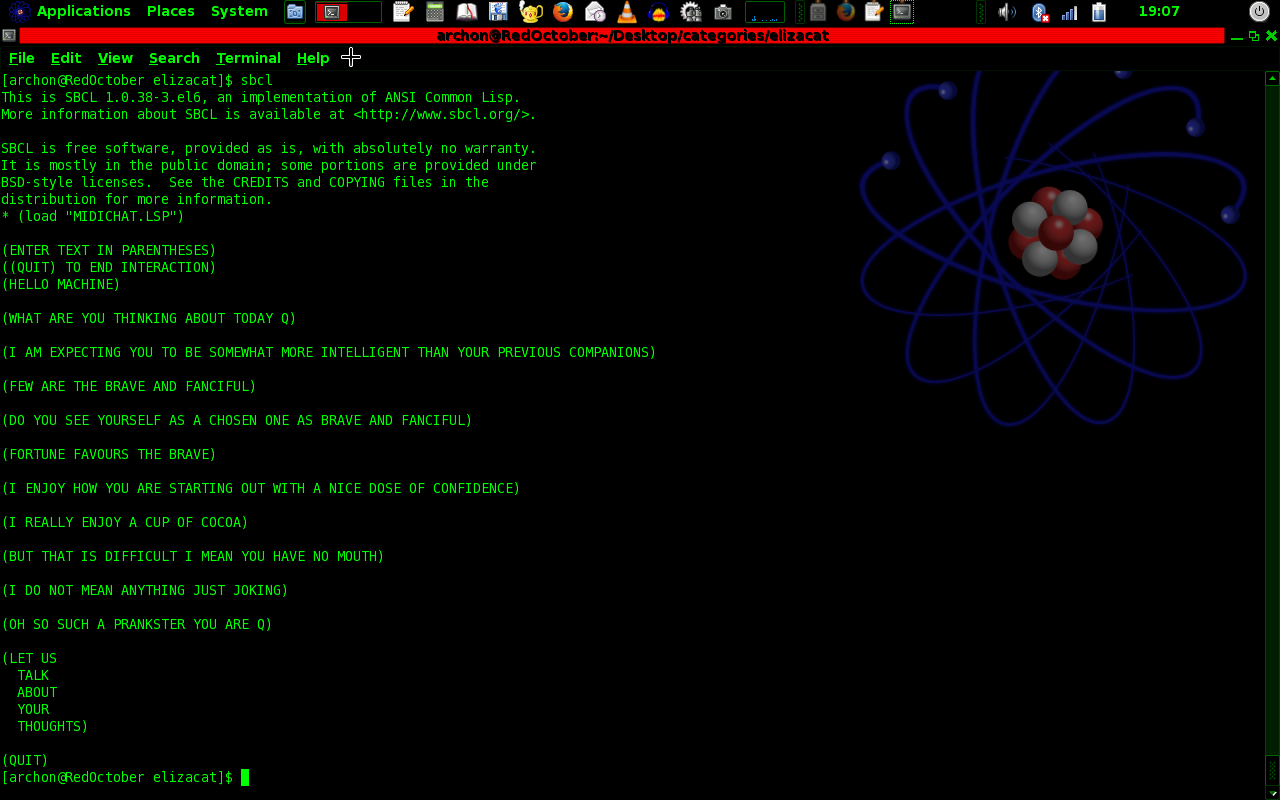 Applications Places System 19:07
archon@RedOctober:~/Desktop/categories/elizacat
File Edit View Search Terminal Help
[archon@RedOctober elizacat]$ sbcl
This is SBCL 1.0.38-3.el6, an implementation of ANSI Common Lisp.
More information about SBCL is available at <http://www.sbcl.org/>.
SBCL is free software, provided as is, with absolutely no warranty.
It is mostly in the public domain; some portions are provided under
BSD-style licenses.  See the CREDITS and COPYING files in the
distribution for more information.
* (load "MIDICHAT.LSP")
(ENTER TEXT IN PARENTHESES)
((QUIT) TO END INTERACTION)
(HELLO MACHINE)
(WHAT ARE YOU THINKING ABOUT TODAY Q)
(I AM EXPECTING YOU TO BE SOMEWHAT MORE INTELLIGENT THAN YOUR PREVIOUS COMPANIONS)
(FEW ARE THE BRAVE AND FANCIFUL)
(DO YOU SEE YOURSELF AS A CHOSEN ONE AS BRAVE AND FANCIFUL)
(FORTUNE FAVOURS THE BRAVE)
(I ENJOY HOW YOU ARE STARTING OUT WITH A NICE DOSE OF CONFIDENCE)
(I REALLY ENJOY A CUP OF COCOA)
(BUT THAT IS DIFFICULT I MEAN YOU HAVE NO MOUTH)
(I DO NOT MEAN ANYTHING JUST JOKING)
(OH SO SUCH A PRANKSTER YOU ARE Q)
(LET US
TALK
ABOUT
YOUR
THOUGHTS)
(QUIT)
[archon@RedOctober elizacat]$